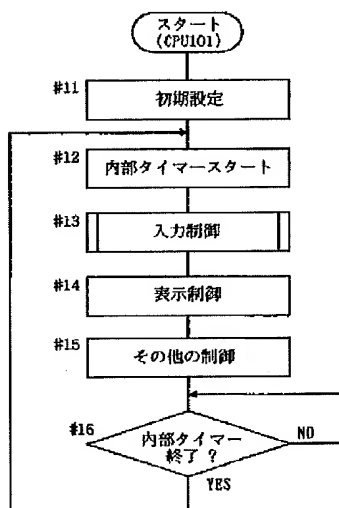 スタート
(CPU101)
#11
初期設定
#12
内部タイマースタート
#13
入力制御
#14
表示制御
#15
その他の制御
#16
内部タイマー
終了 ?
NO
YES